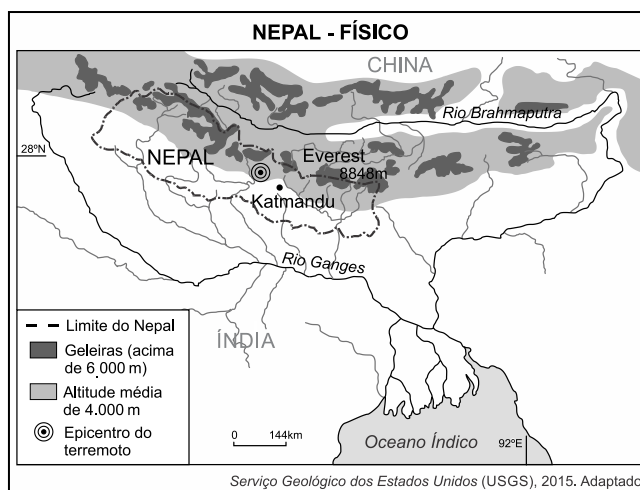 NEPAL - FÍSICO
CHINA
Rio Brahmaputra
28ºN
NEPAL
Everest
8848m
Katmandu
Rio Ganges
ÍNDIA
Limite do Nepal
Geleiras (acima
de 6.000 m)
Altitude média
de 4.000 m
Epicentro do
terremoto
0 144km
Oceano Índico
92ºE
Serviço Geológico dos Estados Unidos (USGS), 2015. Adaptado